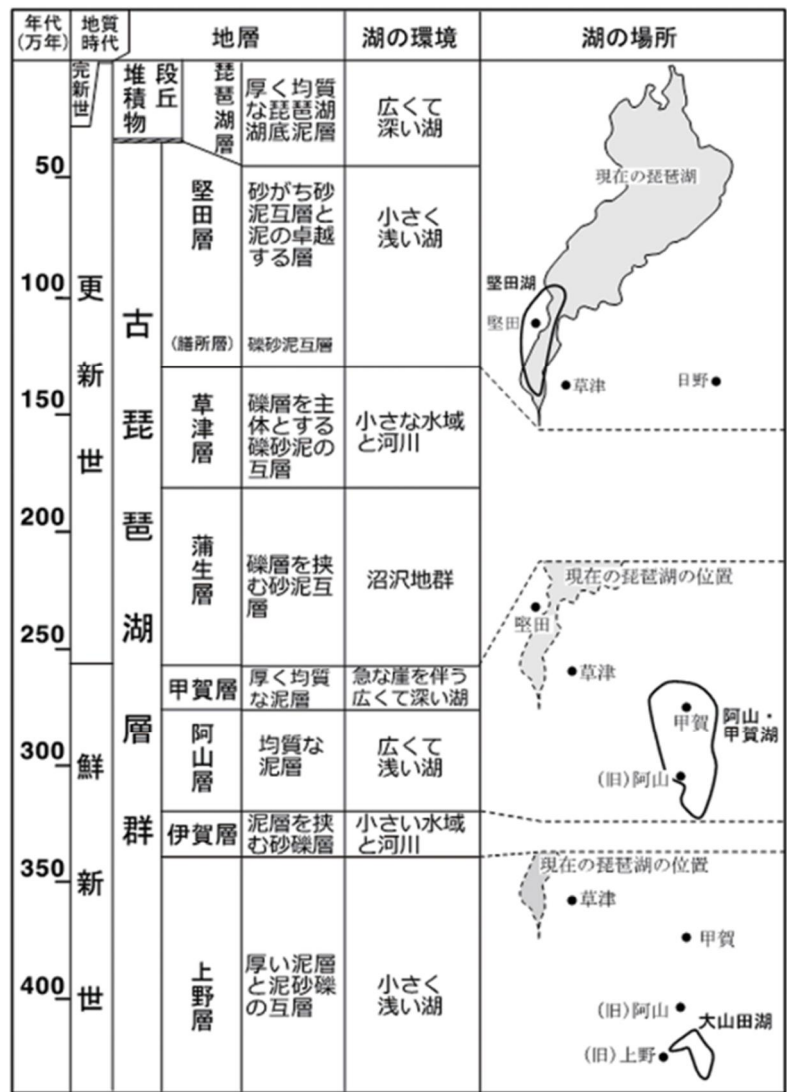 年代
(万年)
地質
時代
地層
湖の環境
湖の場所
完新世
段丘
堆積物
琵琶湖層
厚く均質
な琵琶湖
湖底泥層
広くて
深い湖
現在の琵琶湖
50
堅田層
砂がち砂
泥互層と
泥の卓越
する層
小さく
浅い湖
100
更新世
古琵琶湖層群
(膳所層)
礫砂泥互層
堅田湖
堅田
草津
日野
150
草津層
礫層を主
体とする
礫砂泥の
互層
小さな水域
と河川
200
蒲生層
礫層を挟
む砂泥互
層
沼沢地群
250
現在の琵琶湖の位置
堅田
草津
甲賀
阿山・
甲賀湖
(旧)阿山
甲賀層
厚く均質
な泥層
急な崖を伴う
広くて深い湖
300
鮮新世
阿山層
均質な
泥層
広くて
浅い湖
伊賀層
泥層を挟
む砂礫層
小さい水域
と河川
350
現在の琵琶湖の位置
草津
甲賀
(旧)阿山
大山田湖
(旧)上野
400
上野層
厚い泥層
と泥砂礫
の互層
小さく
浅い湖